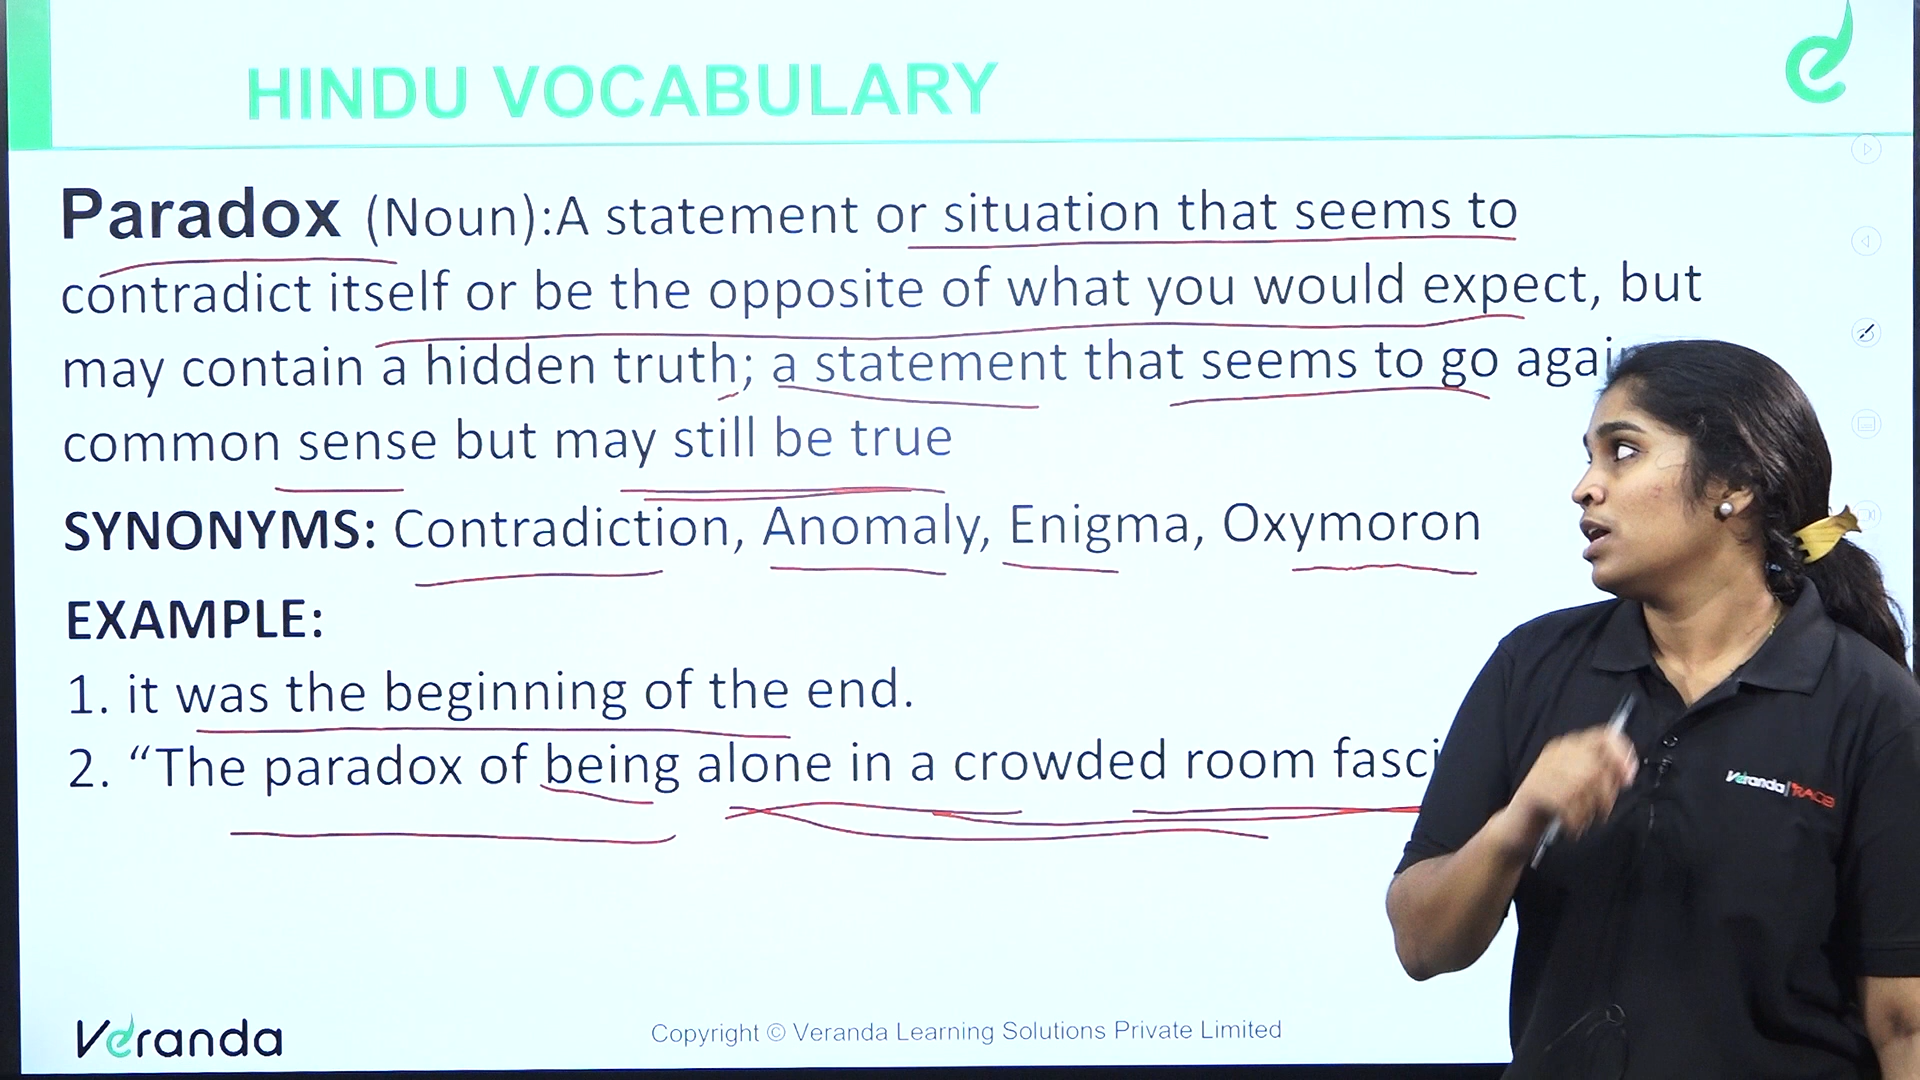 HINDU VOCABULARY
Paradox (Noun):A statement or situation that seems to
contradict itself or be the opposite of what you would expect, but
may contain a hidden truth; a statement that seems to go agai
common sense but may still be true
SYNONYMS: Contradiction, Anomaly, Enigma, Oxymoron
EXAMPLE:
1. it was the beginning of the end.
2. “The paradox of being alone in a crowded room fasci
Veranda RACE
Veranda
Copyright © Veranda Learning Solutions Private Limited